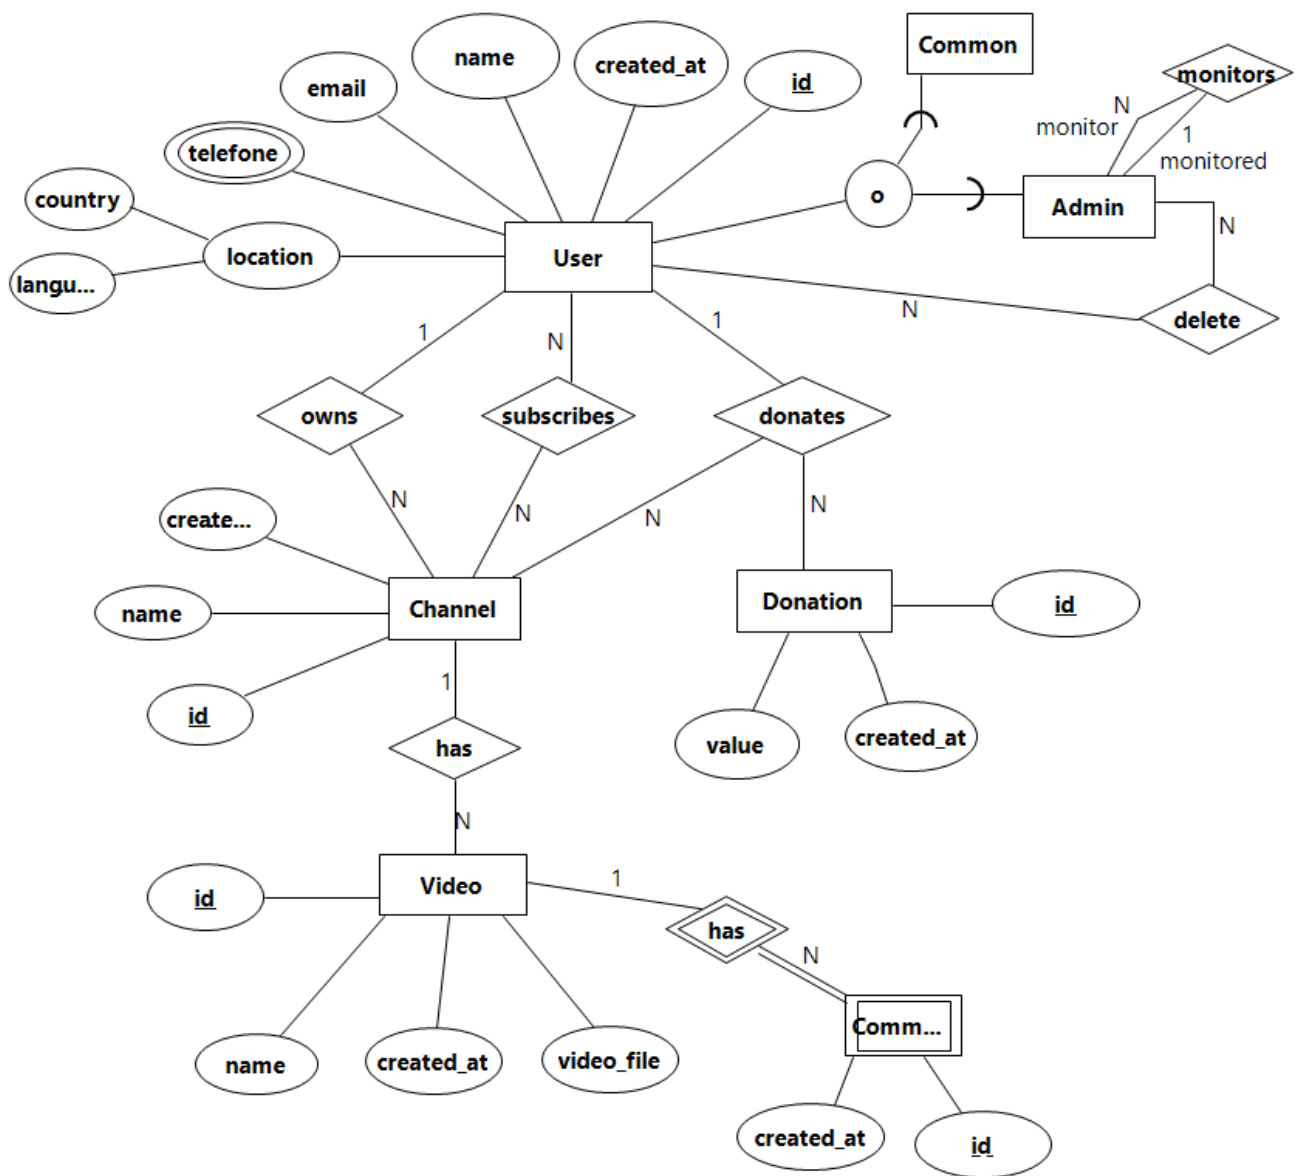 Common
name
created_at
monitors
id
email
N
monitor
1
monitored
telefone
country
o
Admin
N
location
User
langu...
N
delete
1
N
1
owns
subscribes
donates
N
N
N
N
create...
Channel
Donation
id
name
1
id
value
created_at
has
N
Video
1
id
has
N
Comm...
name
created_at
video_file
created_at
id